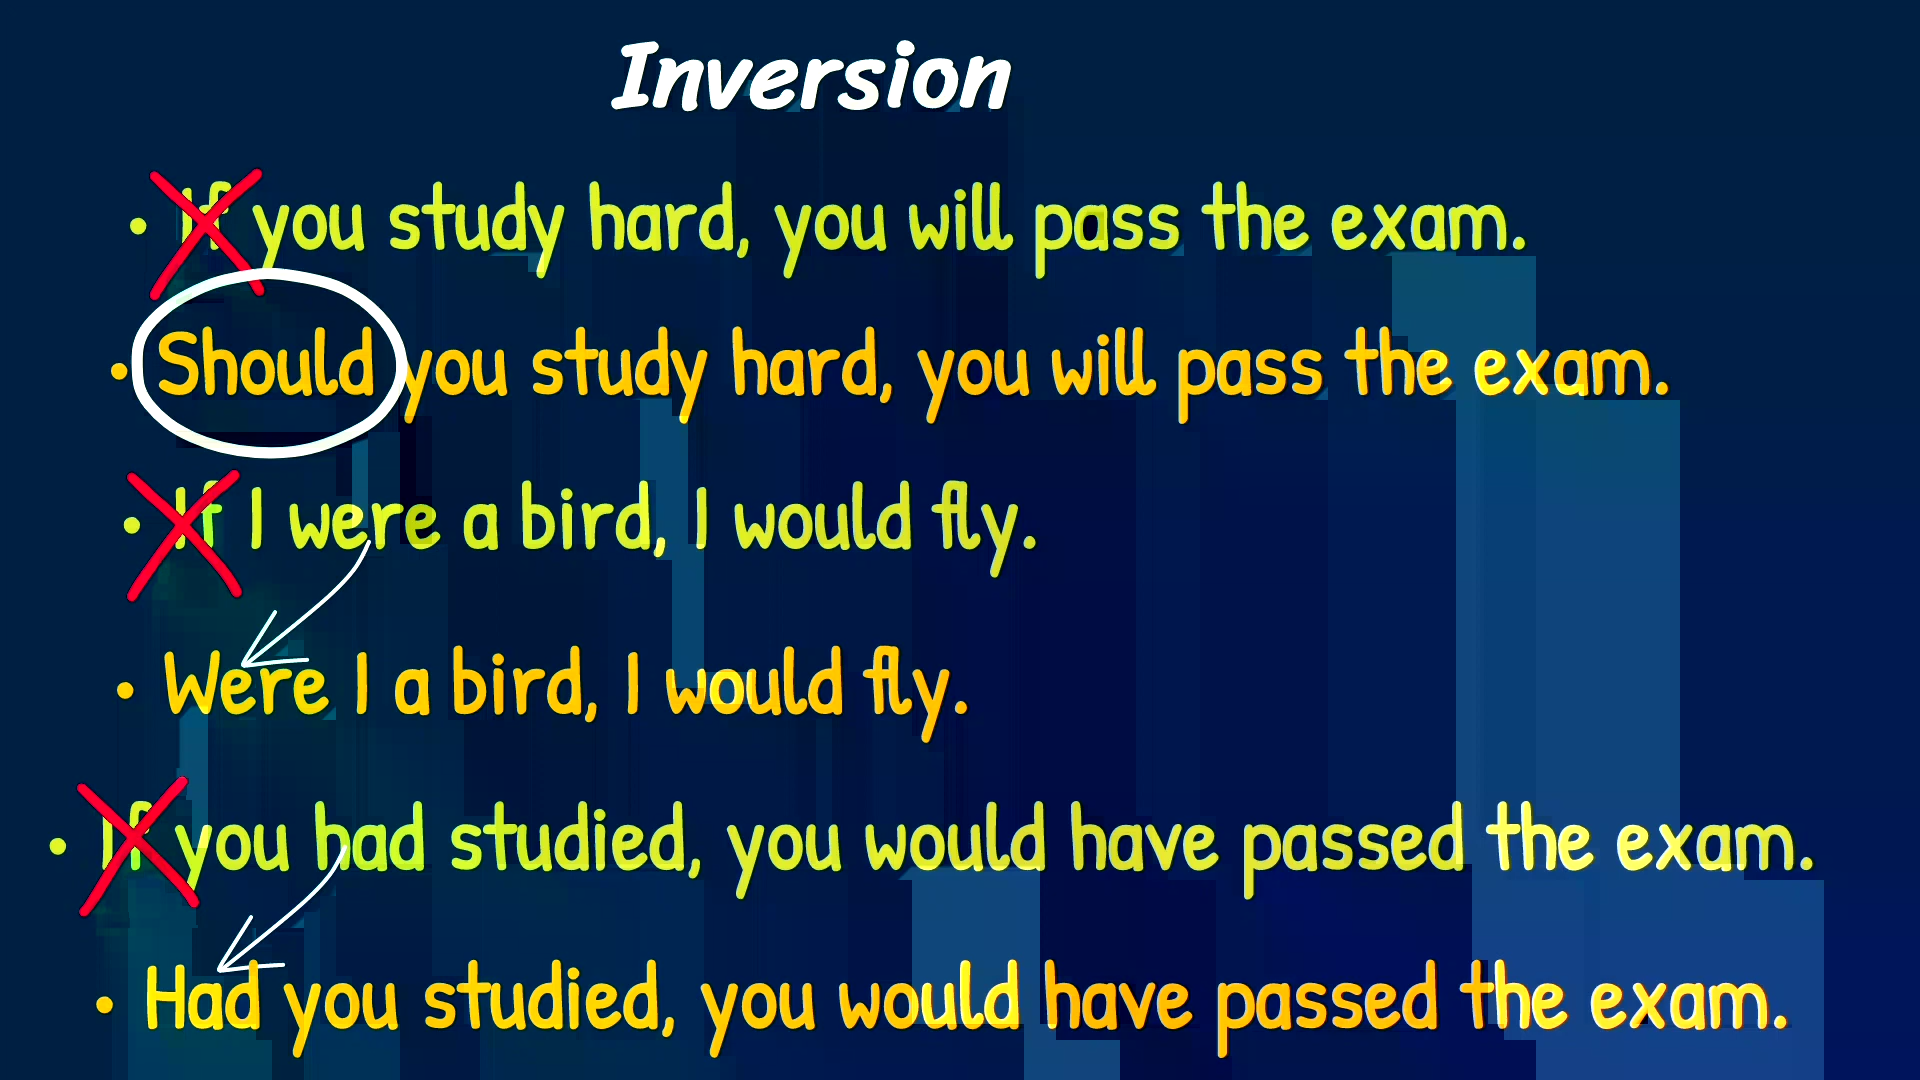 Inversion
• If you study hard, you will pass the exam.
• Should you study hard, you will pass the exam.
• If I were a bird, I would fly.
• Were I a bird, I would fly.
• If you had studied, you would have passed the exam.
• Had you studied, you would have passed the exam.